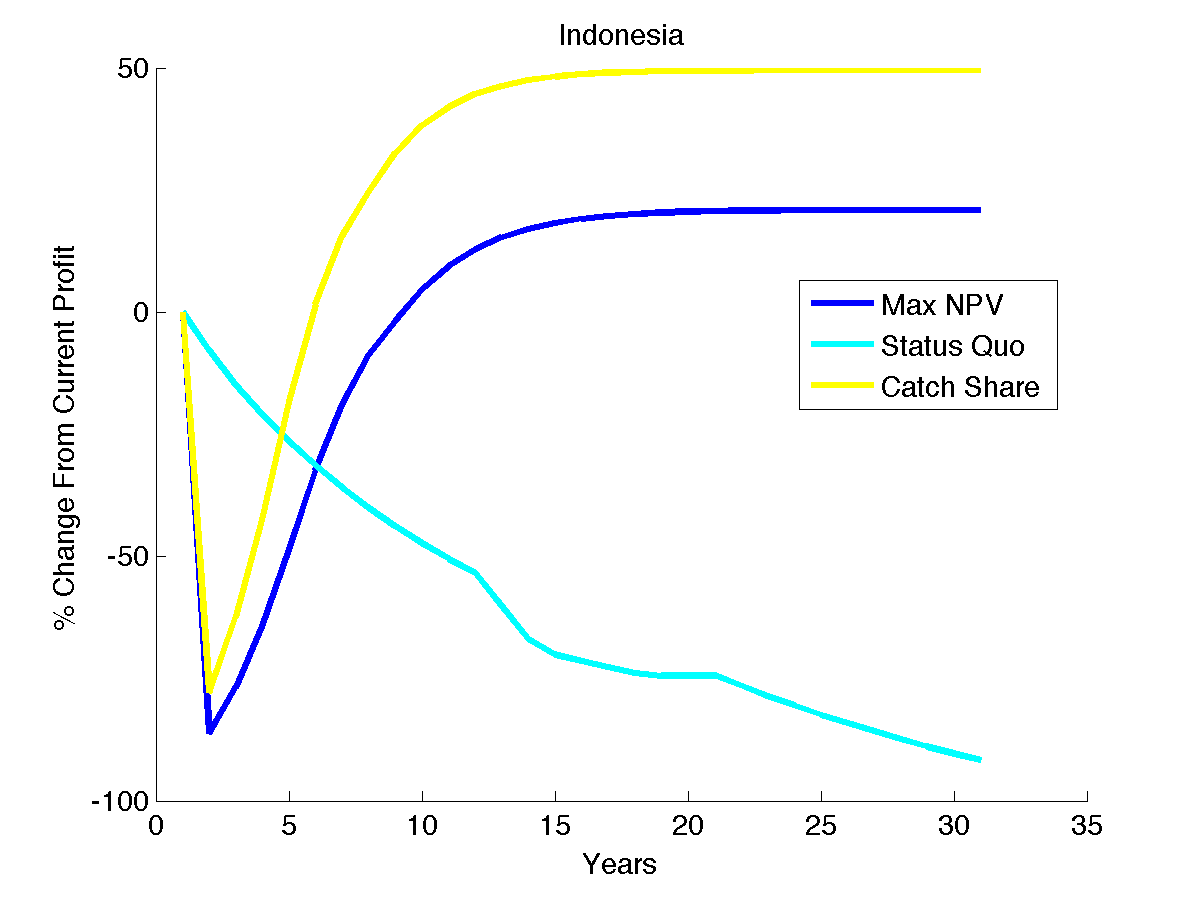 Indonesia
50
0
-50
-100
% Change From Current Profit
Max NPV
Status Quo
Catch Share
0 5 10 15 20 25 30 35
Years